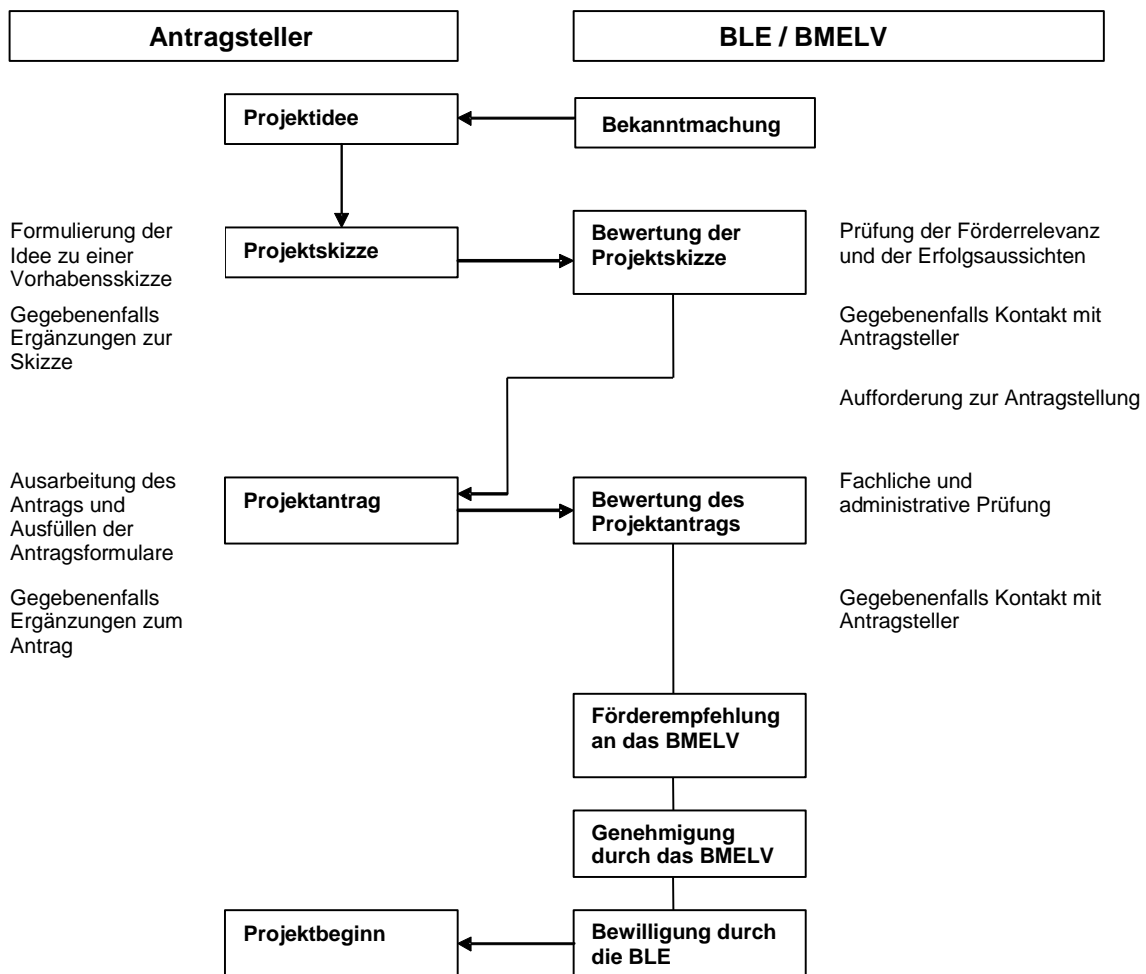 Antragsteller
BLE / BMELV
Projektidee
Bekanntmachung
Formulierung der
Idee zu einer
Vorhabensskizze
Projektskizze
Bewertung der
Projektskizze
Prüfung der Förderrelevanz
und der Erfolgsaussichten
Gegebenenfalls
Ergänzungen zur
Skizze
Gegebenenfalls Kontakt mit
Antragsteller
Aufforderung zur Antragstellung
Ausarbeitung des
Antrags und
Ausfüllen der
Antragsformulare
Projektantrag
Bewertung des
Projektantrags
Fachliche und
administrative Prüfung
Gegebenenfalls
Ergänzungen zum
Antrag
Gegebenenfalls Kontakt mit
Antragsteller
Förderempfehlung
an das BMELV
Genehmigung
durch das BMELV
Projektbeginn
Bewilligung durch
die BLE